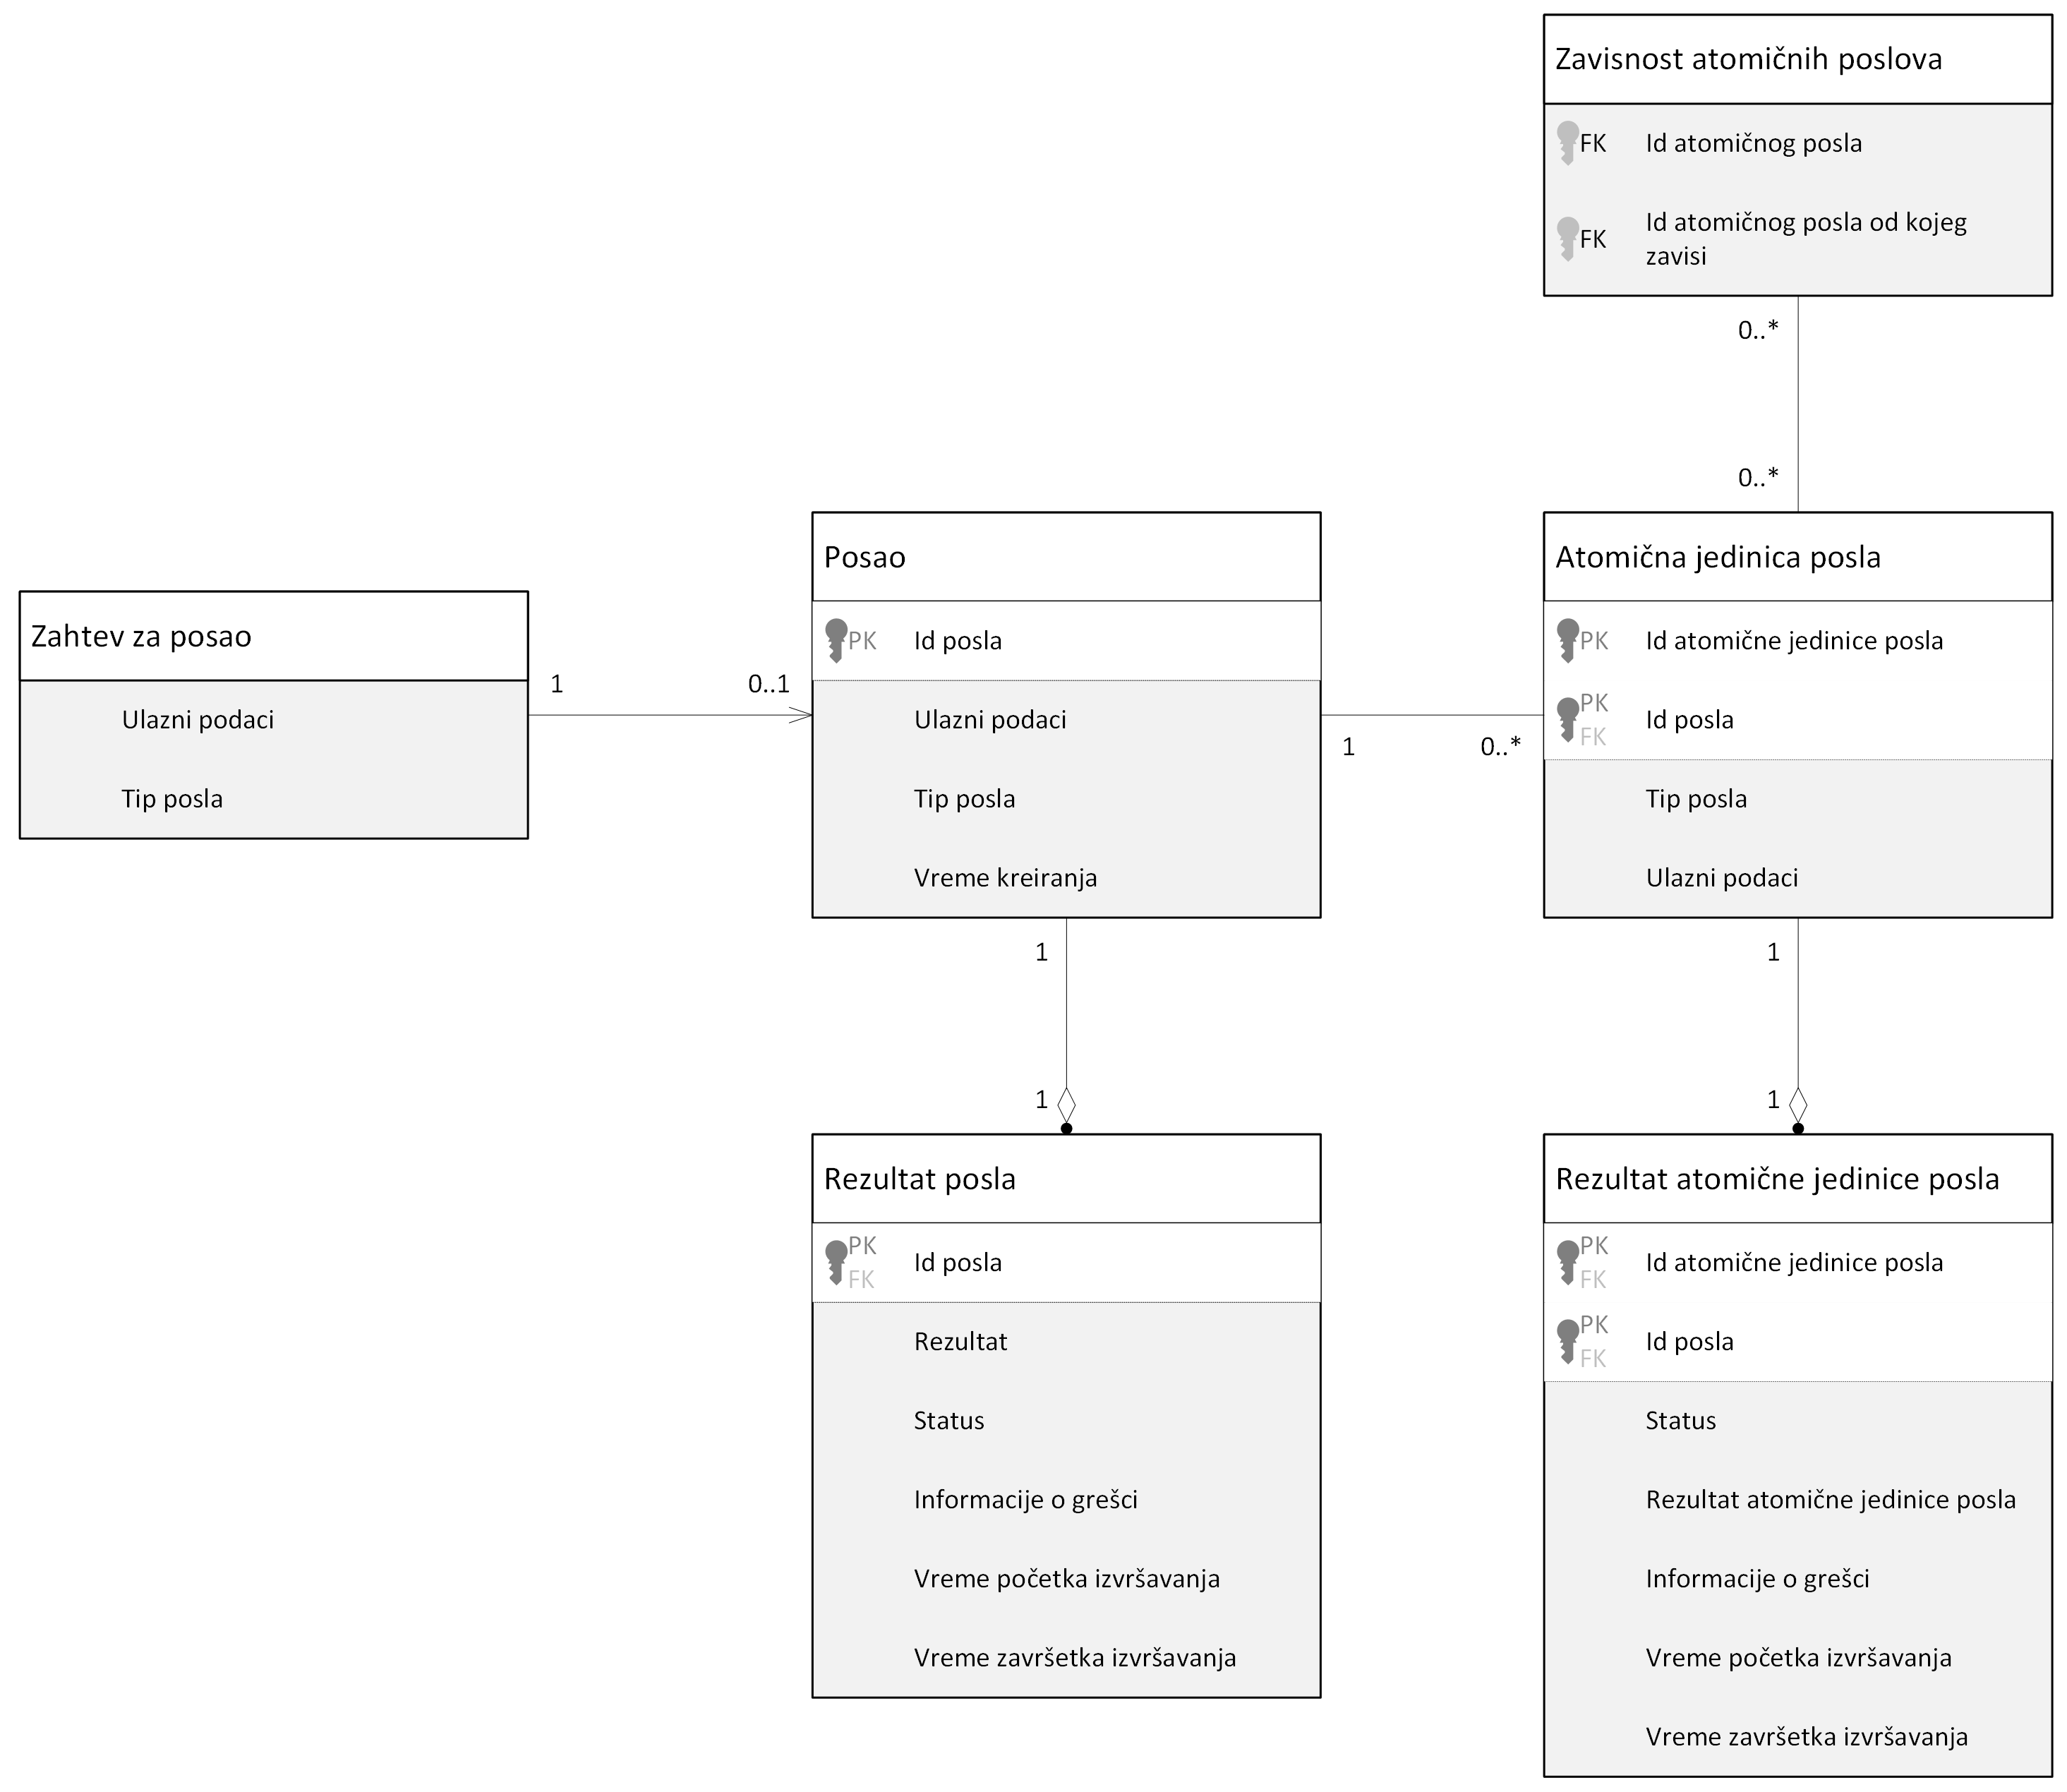 Zavisnost atomičnih poslova
FK Id atomičnog posla
FK Id atomičnog posla od kojeg
zavisi
0..*
0..*
Zahtev za posao
Ulazni podaci
Tip posla
1 0..1
Posao
PK Id posla
Ulazni podaci
Tip posla
Vreme kreiranja
1 0..*
Atomična jedinica posla
PK Id atomične jedinice posla
PK
FK Id posla
Tip posla
Ulazni podaci
1
1
Rezultat posla
PK
FK Id posla
Rezultat
Status
Informacije o grešci
Vreme početka izvršavanja
Vreme završetka izvršavanja
1
1
Rezultat atomične jedinice posla
PK
FK Id atomične jedinice posla
PK
FK Id posla
Status
Rezultat atomične jedinice posla
Informacije o grešci
Vreme početka izvršavanja
Vreme završetka izvršavanja